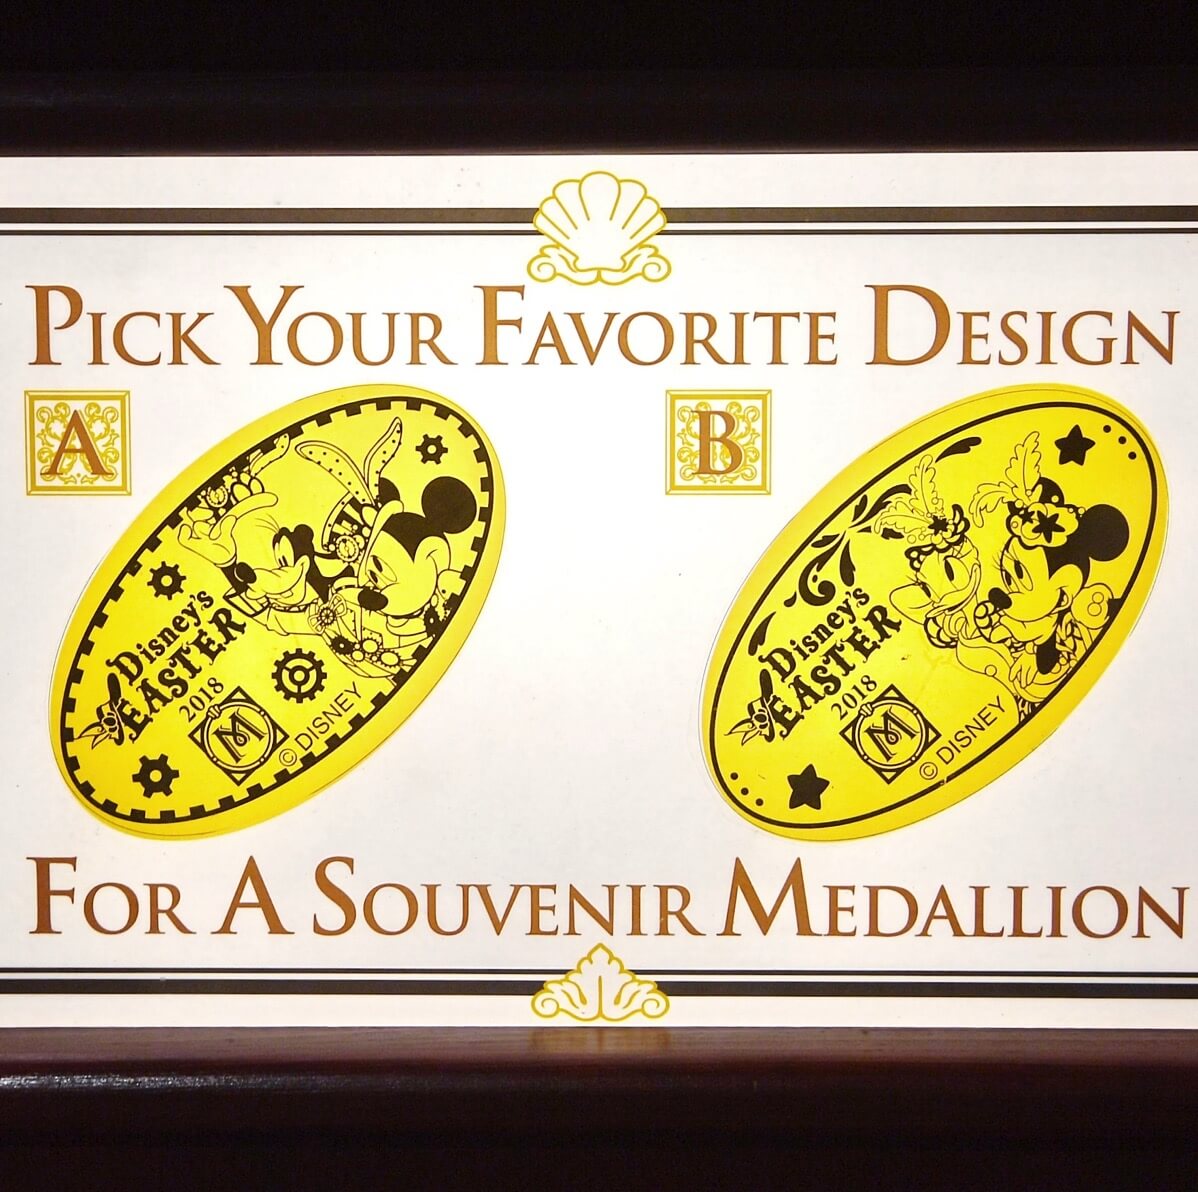 PICK YOUR FAVORITE DESIGN
A
B
Disney's
EASTER
2018
M
© DISNEY
Disney's
EASTER
2018
M
© DISNEY
FOR A SOUVENIR MEDALLION